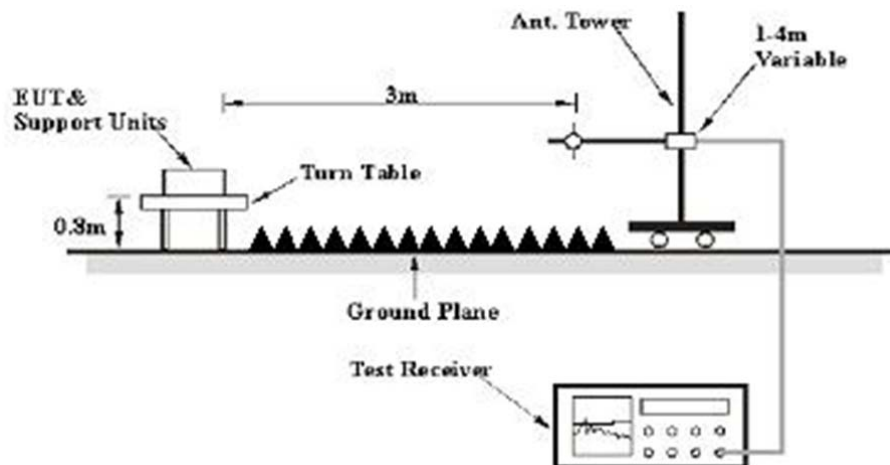 Ant. Tower
1-4m
Variable
EUT &
Support Units
3m
Turn Table
0.8m
Ground Plane
Test Receiver